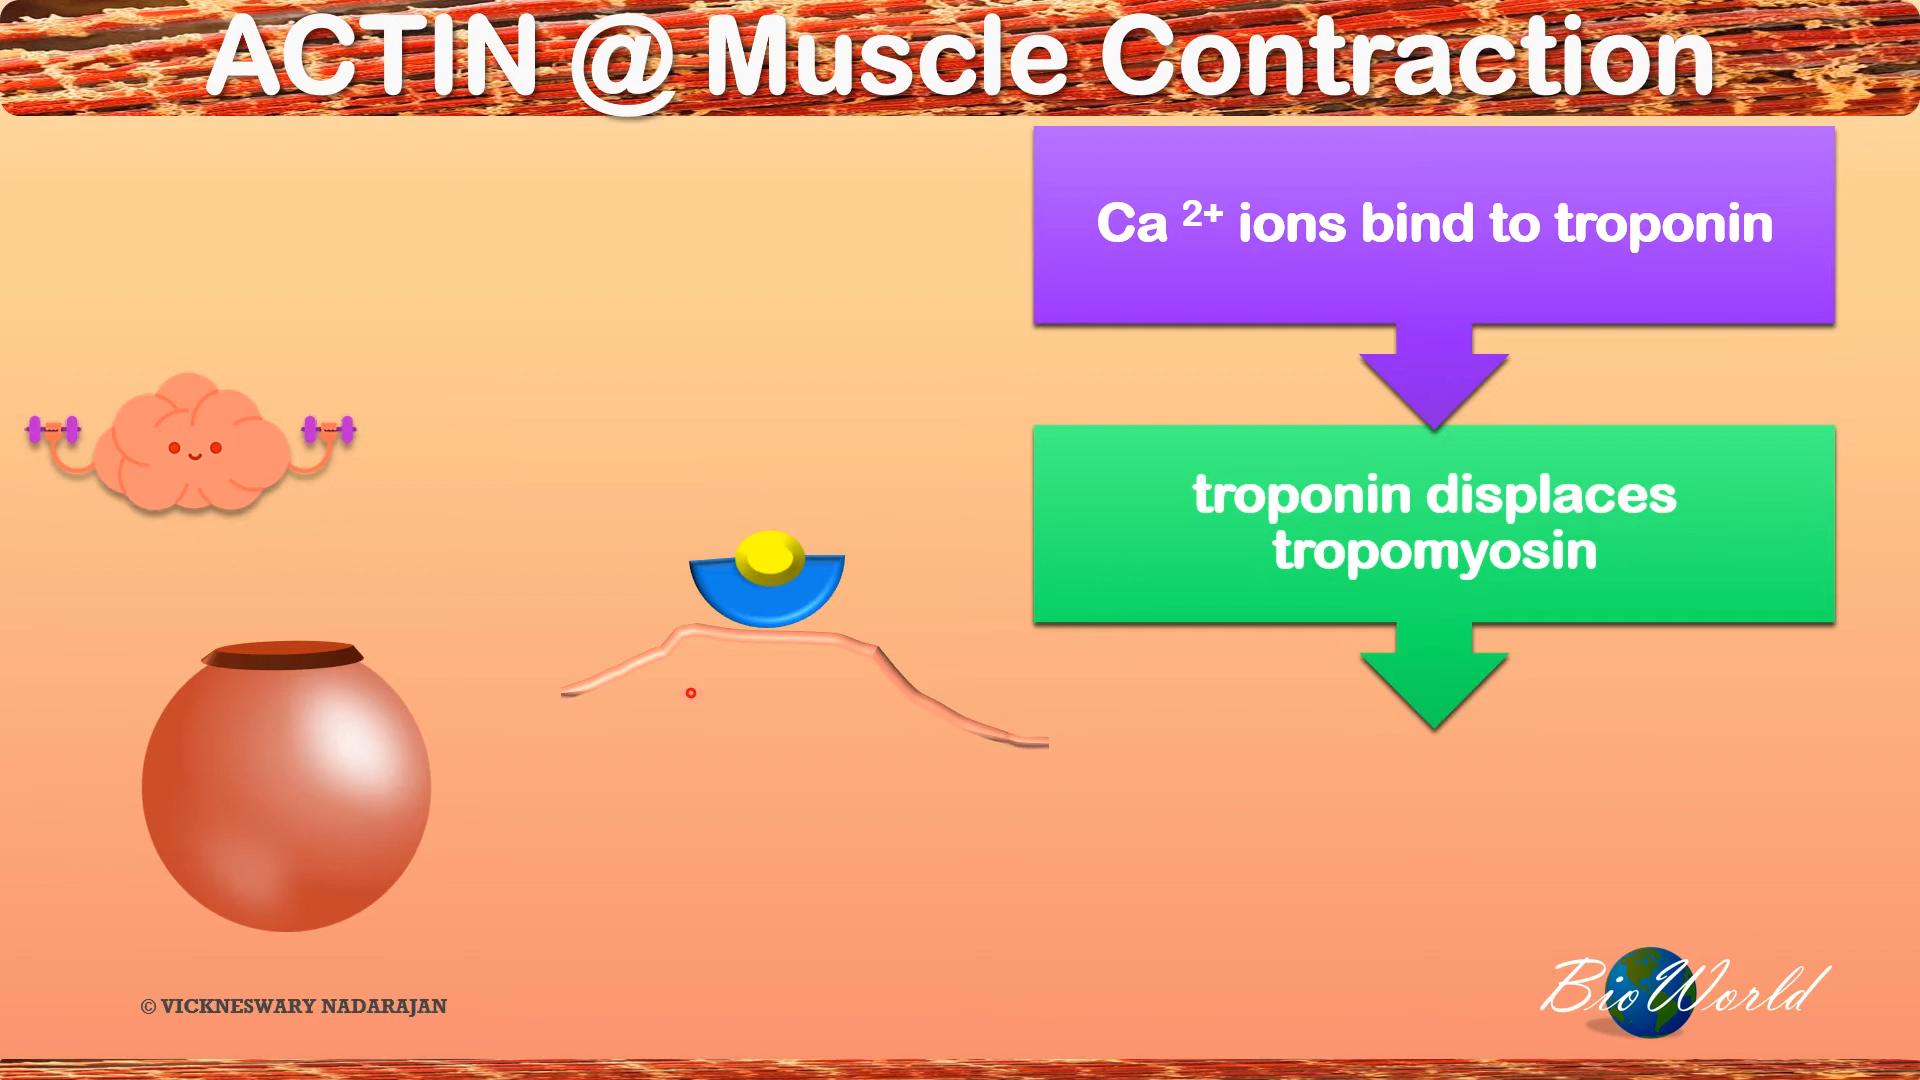 ACTIN @ Muscle Contraction
Ca 2+ ions bind to troponin
troponin displaces
tropomyosin
© VICKNESWARY NADARAJAN
BioWorld